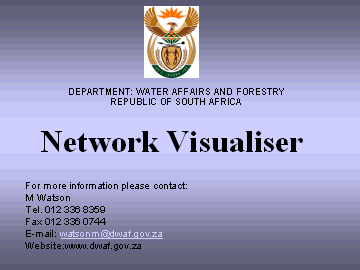 DEPARTMENT: WATER AFFAIRS AND FORESTRY
REPUBLIC OF SOUTH AFRICA
Network Visualiser
For more information please contact:
M Watson
Tel. 012 336 8359
Fax 012 336 0744
E-mail: watsonm@dwaf.gov.za
Website:www.dwaf.gov.za